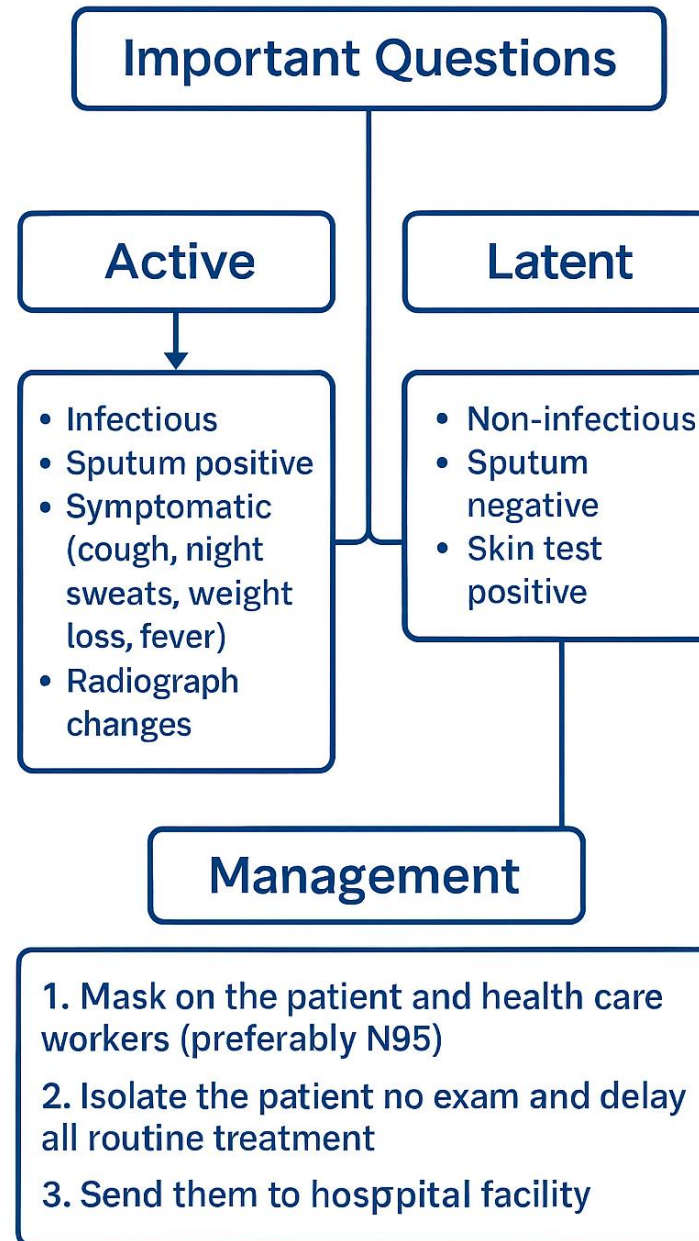 Important Questions
Active
• Infectious
• Sputum positive
• Symptomatic
(cough, night
sweats, weight
loss, fever)
• Radiograph
changes
Latent
• Non-infectious
• Sputum
negative
• Skin test
positive
Management
1. Mask on the patient and health care
workers (preferably N95)
2. Isolate the patient no exam and delay
all routine treatment
3. Send them to hosppital facility